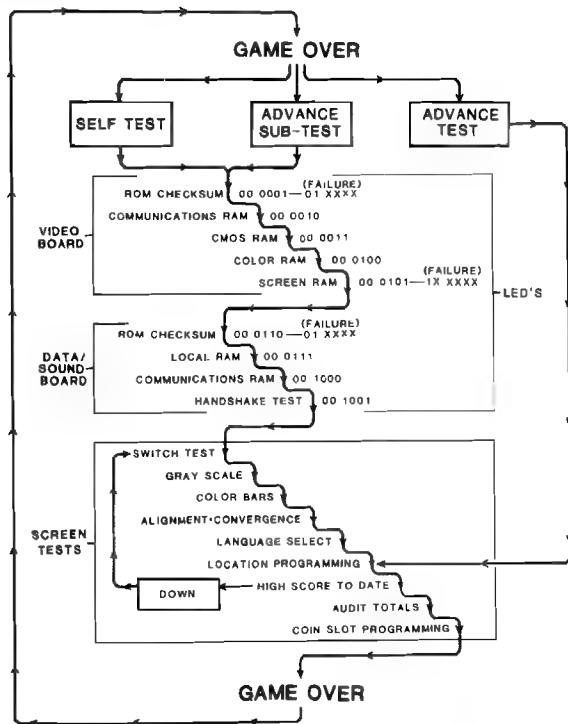 GAME OVER
SELF TEST
ADVANCE
SUB-TEST
ADVANCE
TEST
VIDEO
BOARD
ROM CHECKSUM 00 0001—01 XXXX
(FAILURE)
COMMUNICATIONS RAM 00 0010
CMOS RAM 00 0011
COLOR RAM 00 0100
SCREEN RAM 00 0101—1X XXXX
(FAILURE)
LED'S
DATA/
SOUND
BOARD
ROM CHECKSUM 00 0110—01 XXXX
(FAILURE)
LOCAL RAM 00 0111
COMMUNICATIONS RAM 00 1000
HANDSHAKE TEST 00 1001
SCREEN
TESTS
SWITCH TEST
GRAY SCALE
COLOR BARS
ALIGNMENT-CONVERGENCE
LANGUAGE SELECT
LOCATION PROGRAMMING
DOWN
HIGH SCORE TO DATE
AUDIT TOTALS
COIN SLOT PROGRAMMING
GAME OVER